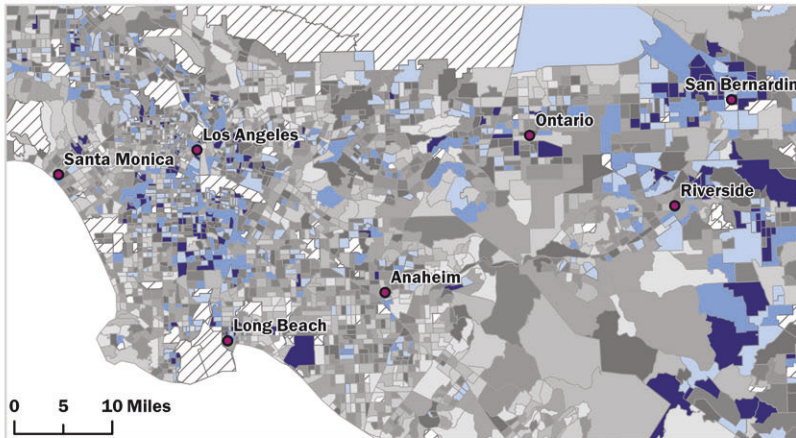 San Bernardin
Ontario
Los Angeles
Santa Monica
Riverside
Anaheim
Long Beach
0 5 10 Miles